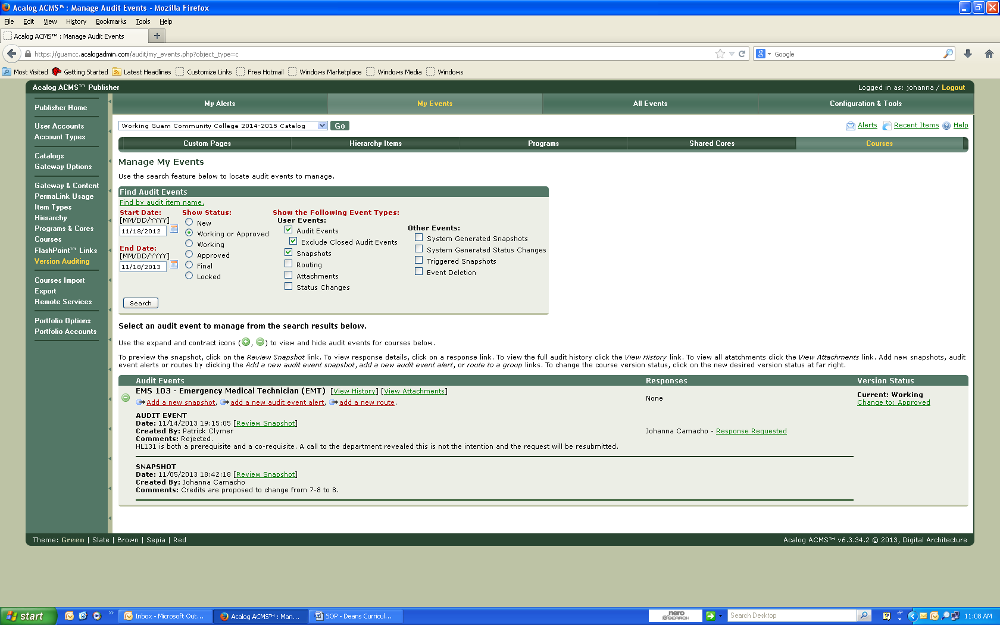 Acalog ACMS™ : Manage Audit Events - Mozilla Firefox
File Edit View History Bookmarks Tools Help
Acalog ACMS™ : Manage Audit Events +
https://guamcc.acalogadmin.com/audit/my_events.php?object_type=c
8 Google
Most Visited Getting Started Latest Headlines Customize Links Free Hotmail Windows Marketplace Windows Media Windows
Acalog ACMS™ Publisher
Logged in as: johanna / Logout
Publisher Home
User Accounts
Account Types
Catalogs
Gateway Options
Gateway & Content
PermaLink Usage
Item Types
Hierarchy
Programs & Cores
Courses
FlashPoint™ Links
Version Auditing
Courses Import
Export
Remote Services
Portfolio Options
Portfolio Accounts
My Alerts My Events All Events Configuration & Tools
Working Guam Community College 2014-2015 Catalog Go
Alerts Recent Items Help
Custom Pages Hierarchy Items Programs Shared Cores Courses
Manage My Events
Use the search feature below to locate audit events to manage.
Find Audit Events
Find by audit item name.
Start Date:
[MM/DD/YYYY]
11/18/2012
End Date:
[MM/DD/YYYY]
11/18/2013
Show Status:
New
Working or Approved
Working
Approved
Final
Locked
Show the Following Event Types:
User Events:
Audit Events
Exclude Closed Audit Events
Snapshots
Routing
Attachments
Status Changes
Other Events:
System Generated Snapshots
System Generated Status Changes
Triggered Snapshots
Event Deletion
Search
Select an audit event to manage from the search results below.
Use the expand and contract icons ( , ) to view and hide audit events for courses below.
To preview the snapshot, click on the Review Snapshot link. To view response details, click on a response link. To view the full audit history click the View History link. To view all atatchments click the View Attachments link. Add new snapshots, audit
event alerts or routes by clicking the Add a new audit event snapshot, add a new audit event alert, or route to a group links. To change the course version status, click on the new desired version status at far right.
Audit Events Responses Version Status
EMS 103 - Emergency Medical Technician (EMT) [View History] [View Attachments]
Add a new snapshot, add a new audit event alert, add a new route.
None
Current: Working
Change to: Approved
AUDIT EVENT
Date: 11/14/2013 19:15:05 [Review Snapshot]
Created By: Patrick Clymer
Johanna Camacho - Response Requested
Comments: Rejected.
HL131 is both a prerequisite and a co-requisite. A call to the department revealed this is not the intention and the request will be resubmitted.
SNAPSHOT
Date: 11/05/2013 18:42:18 [Review Snapshot]
Created By: Johanna Camacho
Comments: Credits are proposed to change from 7-8 to 8.
Theme: Green | Slate | Brown | Sepia | Red
Acalog ACMS™ v6.3.34.2 © 2013, Digital Architecture
start Inbox - Microsoft Out... Acalog ACMS™ : Man... SOP - Deans Curricul... nero SEARCH Search Desktop 11:08 AM